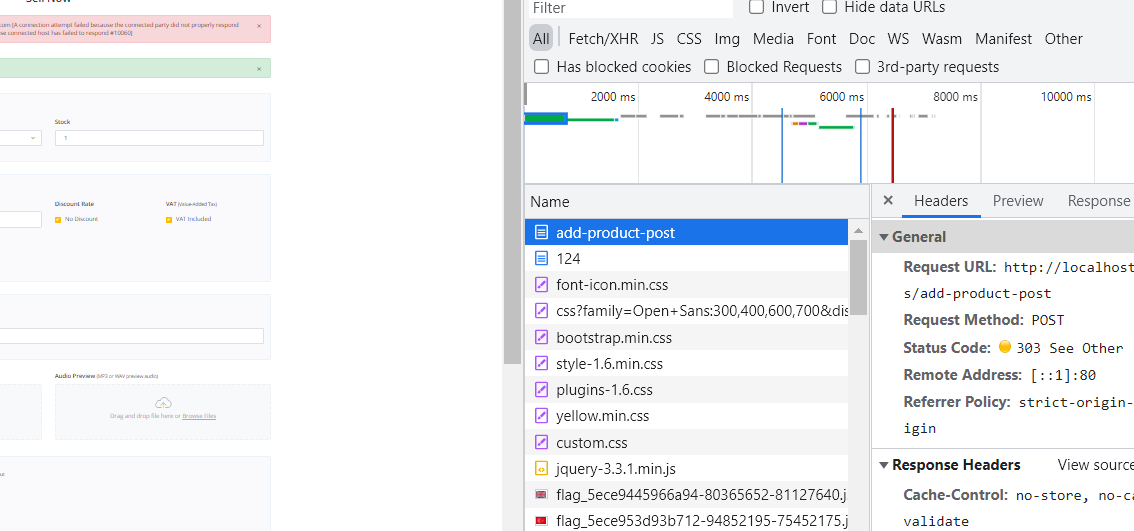 Sell Now
com [A connection attempt failed because the connected party did not properly respond
se connected host has failed to respond #10060]
×
×
Stock
1
Discount Rate
No Discount
VAT (Value-Added Tax)
VAT Included
Audio Preview (MP3 or WAV preview audio)
Drag and drop file here or Browse Files
Filter
Invert
Hide data URLs
All Fetch/XHR JS CSS Img Media Font Doc WS Wasm Manifest Other
Has blocked cookies Blocked Requests 3rd-party requests
2000 ms 4000 ms 6000 ms 8000 ms 10000 ms
Name
add-product-post
124
font-icon.min.css
css?family=Open+Sans:300,400,600,700&dis
bootstrap.min.css
style-1.6.min.css
plugins-1.6.css
yellow.min.css
custom.css
jquery-3.3.1.min.js
flag_5ece9445966a94-80365652-81127640.j
flag_5ece953d93b712-94852195-75452175.j
× Headers Preview Response
General
Request URL: http://localhost
s/add-product-post
Request Method: POST
Status Code: 303 See Other
Remote Address: [::1]:80
Referrer Policy: strict-origin-
igin
Response Headers View source
Cache-Control: no-store, no-ca
validate